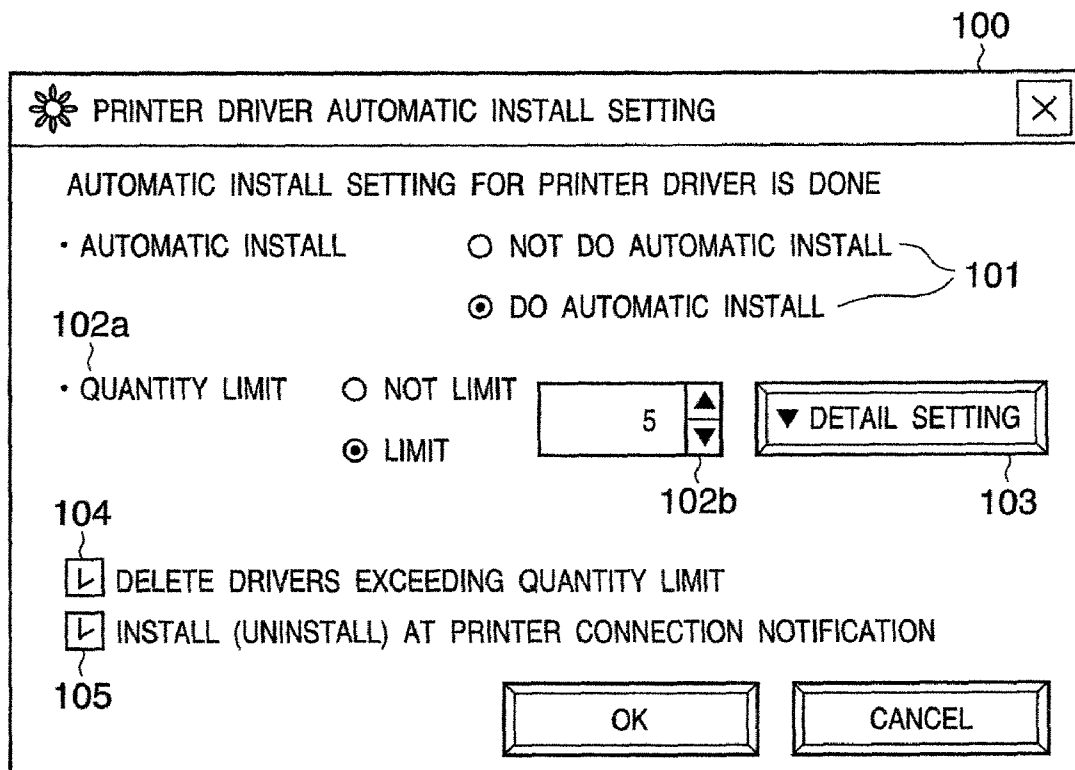 100
PRINTER DRIVER AUTOMATIC INSTALL SETTING
AUTOMATIC INSTALL SETTING FOR PRINTER DRIVER IS DONE
· AUTOMATIC INSTALL NOT DO AUTOMATIC INSTALL
101
DO AUTOMATIC INSTALL
102a
· QUANTITY LIMIT NOT LIMIT
5 ▼ DETAIL SETTING
LIMIT
102b 103
104
DELETE DRIVERS EXCEEDING QUANTITY LIMIT
INSTALL (UNINSTALL) AT PRINTER CONNECTION NOTIFICATION
105
OK CANCEL